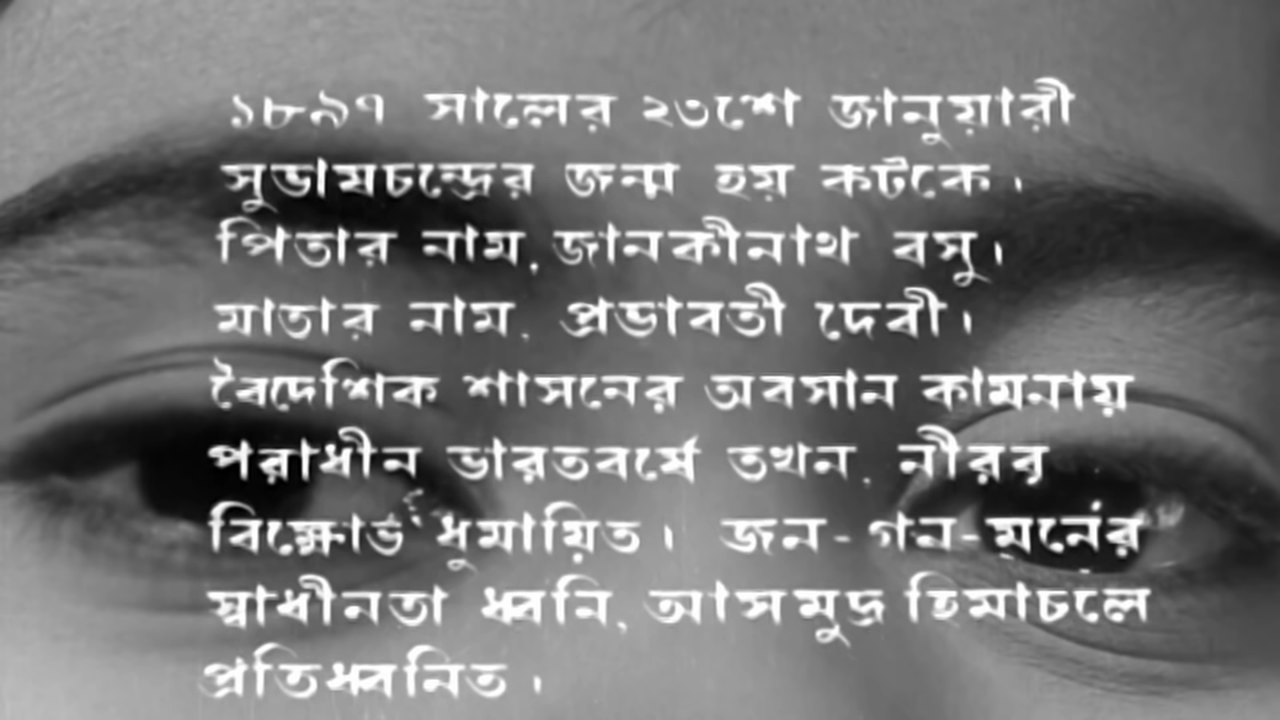 ১৮৯৭ সালের ২৩শে জানুয়ারী
সুভাষচন্দ্রের জন্ম হয় কটকে।
পিতার নাম, জানকীনাথ বসু।
মাতার নাম, প্রভাবতী দেবী।
বৈদেশিক শাসনের অবসান কামনায়
পরাধীন ভারতবর্ষে তখন, নীরব
বিক্ষোভ ধুমায়িত। জন-গন-মনের
স্বাধীনতা ধ্বনি, আসমুদ্র হিমাচলে
প্রতিধ্বনিত।